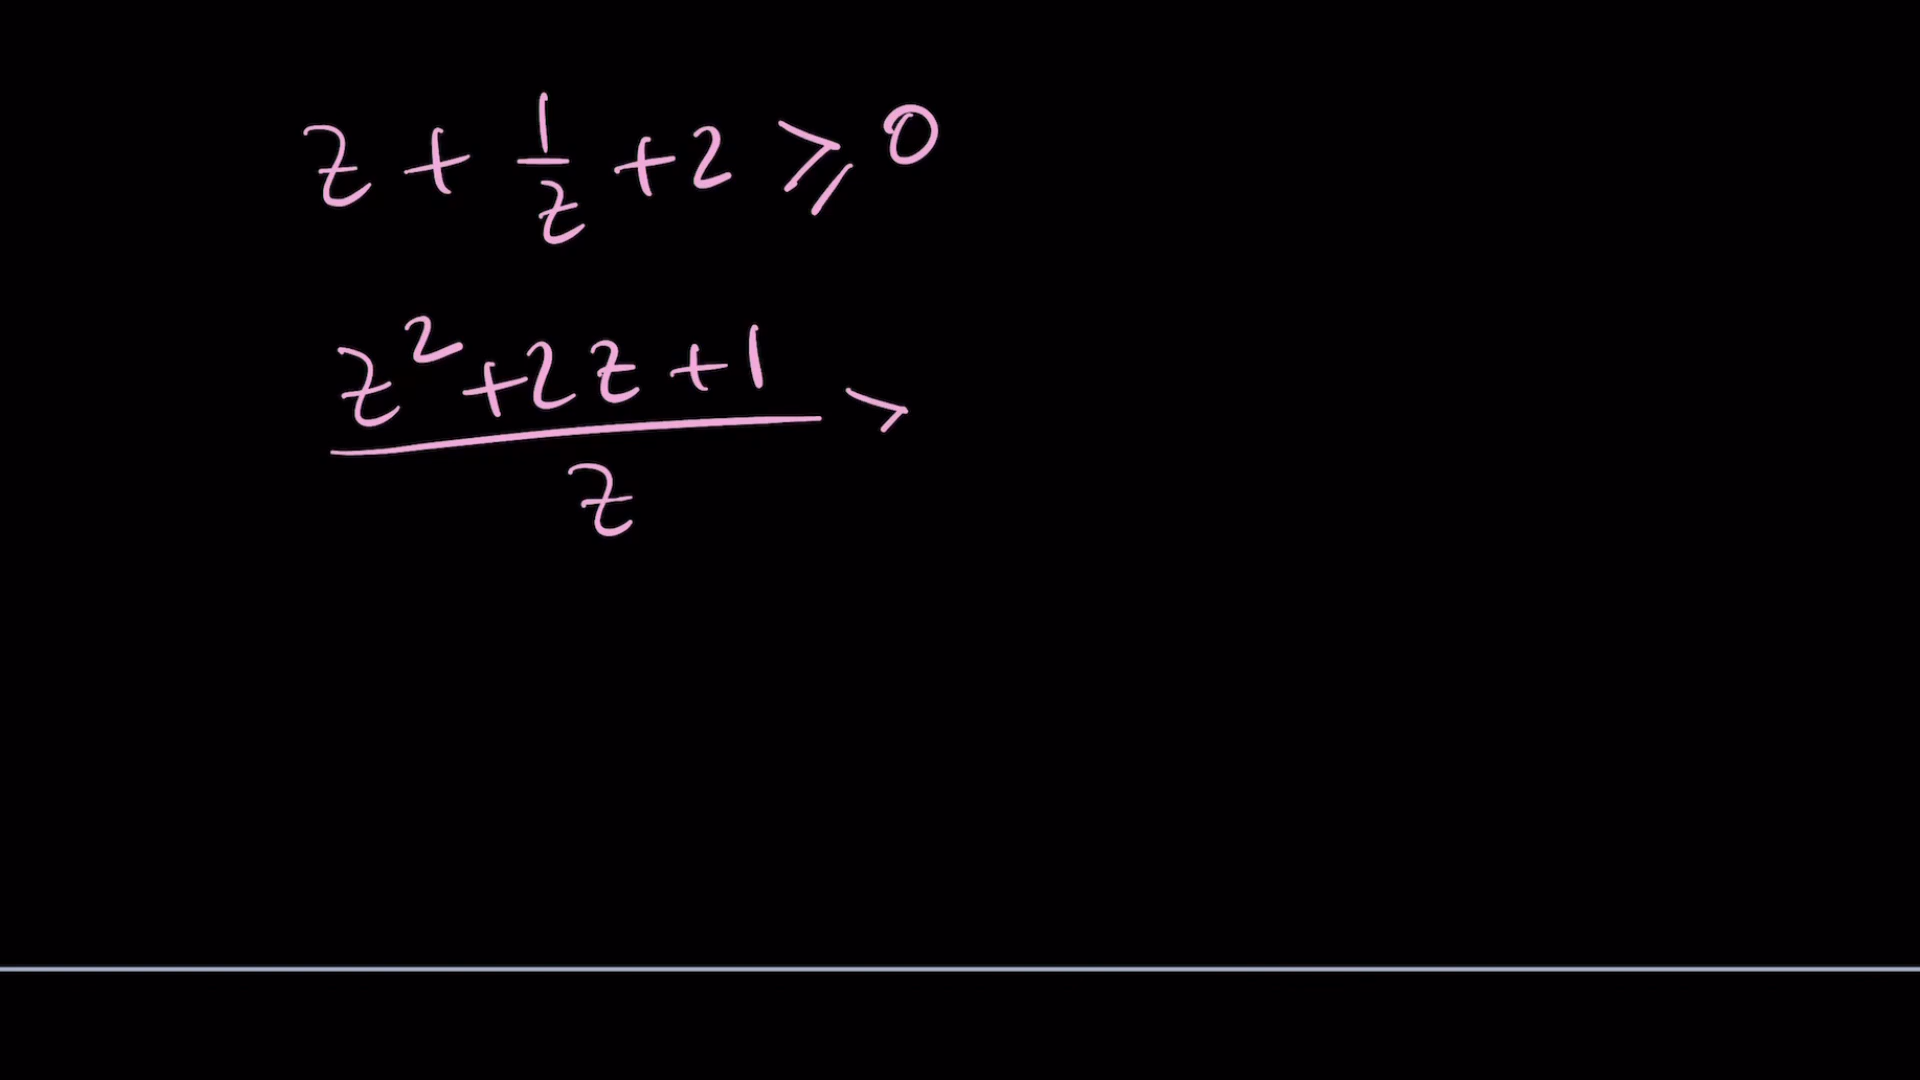 z + 1/z + 2 ⩾ 0
(z² + 2z + 1)/z >